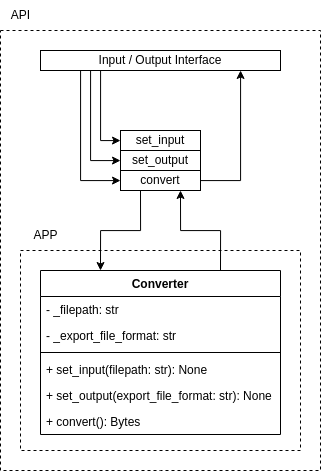 API
Input / Output Interface
set_input
set_output
convert
APP
Converter
- _filepath: str
- _export_file_format: str
+ set_input(filepath: str): None
+ set_output(export_file_format: str): None
+ convert(): Bytes